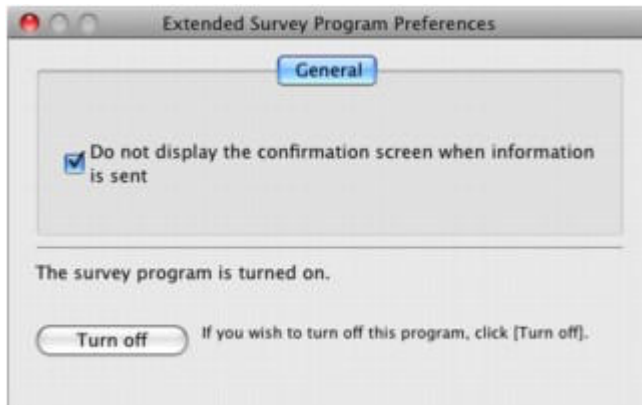 Extended Survey Program Preferences
General
Do not display the confirmation screen when information
is sent
The survey program is turned on.
Turn off
If you wish to turn off this program, click [Turn off].